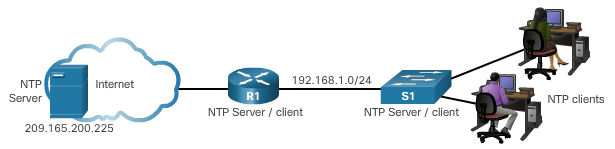 NTP
Server
Internet
209.165.200.225
R1
NTP Server / client
192.168.1.0/24
S1
NTP Server / client
NTP clients